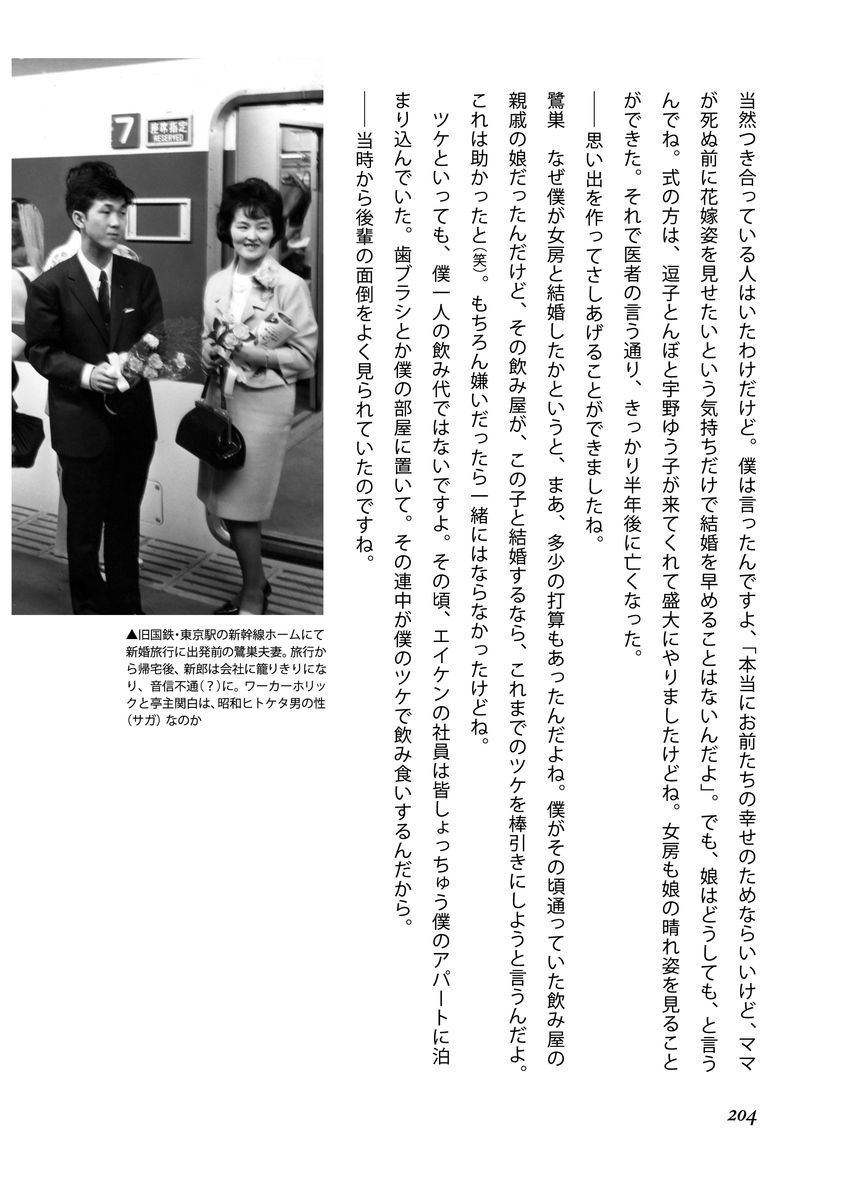 当然つき合っている人はいたわけだけど。僕は言ったんですよ、「本当にお前たちの幸せのためならいいけど、ママ
が死ぬ前に花嫁姿を見せたいという気持ちだけで結婚を早めることはないんだよ」。でも、娘はどうしても、と言う
んでね。式の方は、逗子とんぼと宇野ゆう子が来てくれて盛大にやりましたけどね。女房も娘の晴れ姿を見ること
ができた。それで医者の言う通り、きっかり半年後に亡くなった。
――思い出を作ってさしあげることができましたね。
鷺巣　なぜ僕が女房と結婚したかというと、まあ、多少の打算もあったんだよね。僕がその頃通っていた飲み屋の
親戚の娘だったんだけど、その飲み屋が、この子と結婚するなら、これまでのツケを棒引きにしようと言うんだよ。
これは助かったと（笑）。もちろん嫌いだったら一緒にはならなかったけどね。
　ツケといっても、僕一人の飲み代ではないですよ。その頃、エイケンの社員は皆しょっちゅう僕のアパートに泊
まり込んでいた。歯ブラシとか僕の部屋に置いて。その連中が僕のツケで飲み食いするんだから。
――当時から後輩の面倒をよく見られていたのですね。
7
座席指定
RESERVED
▲旧国鉄・東京駅の新幹線ホームにて
新婚旅行に出発前の鷺巣夫妻。旅行か
ら帰宅後、新郎は会社に籠りきりにな
り、音信不通（？）に。ワーカーホリッ
クと亭主関白は、昭和ヒトケタ男の性
（サガ）なのか
204